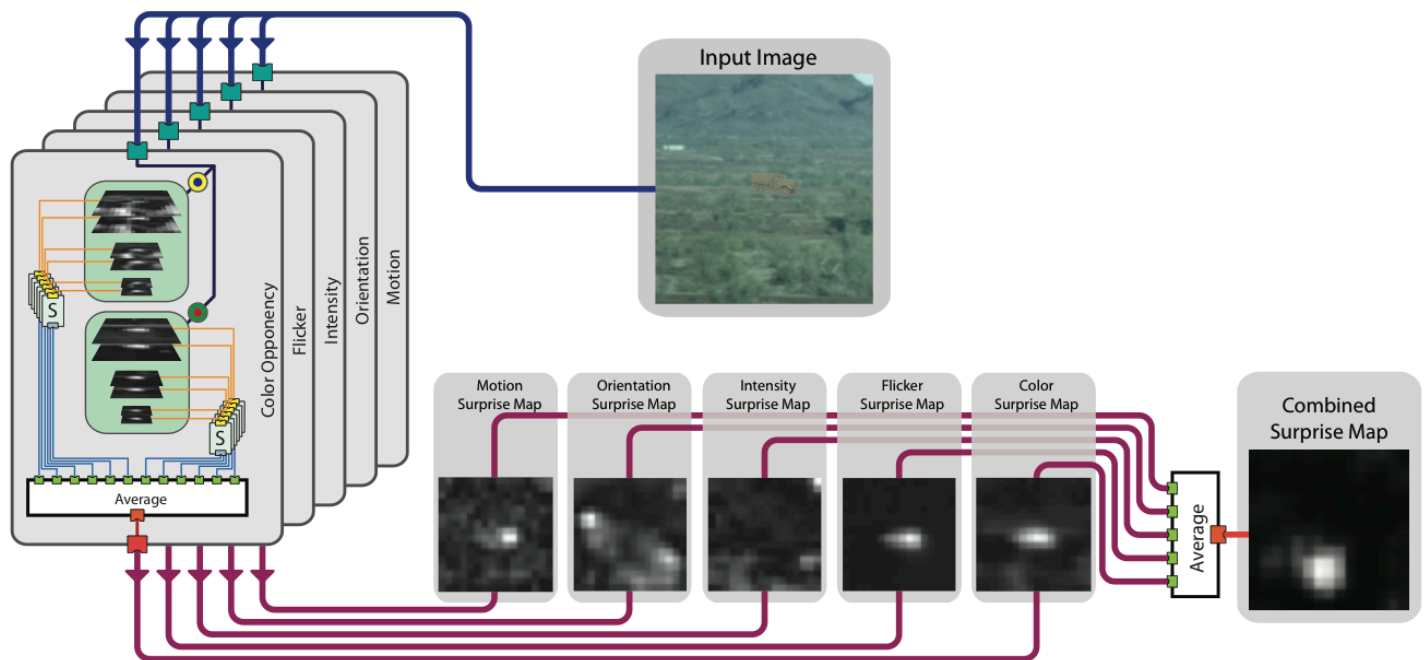 Input Image
Color Opponency
Flicker
Intensity
Orientation
Motion
S
S
Average
Motion
Surprise Map
Orientation
Surprise Map
Intensity
Surprise Map
Flicker
Surprise Map
Color
Surprise Map
Average
Combined
Surprise Map